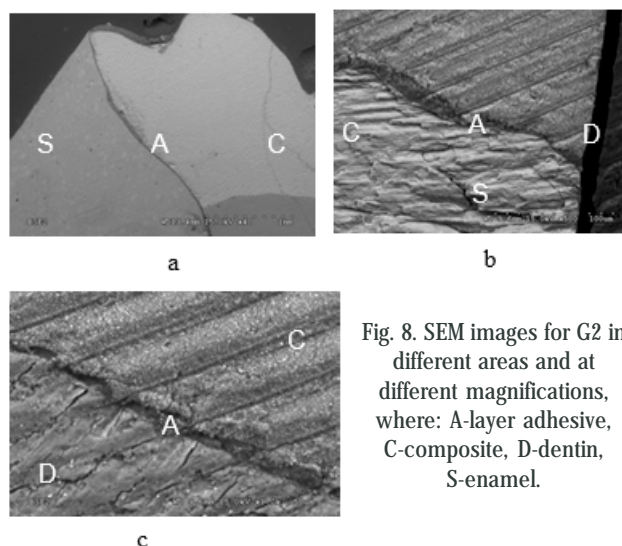 S A C
a
C A D
S
b
C
A
D
c
Fig. 8. SEM images for G2 in
different areas and at
different magnifications,
where: A-layer adhesive,
C-composite, D-dentin,
S-enamel.